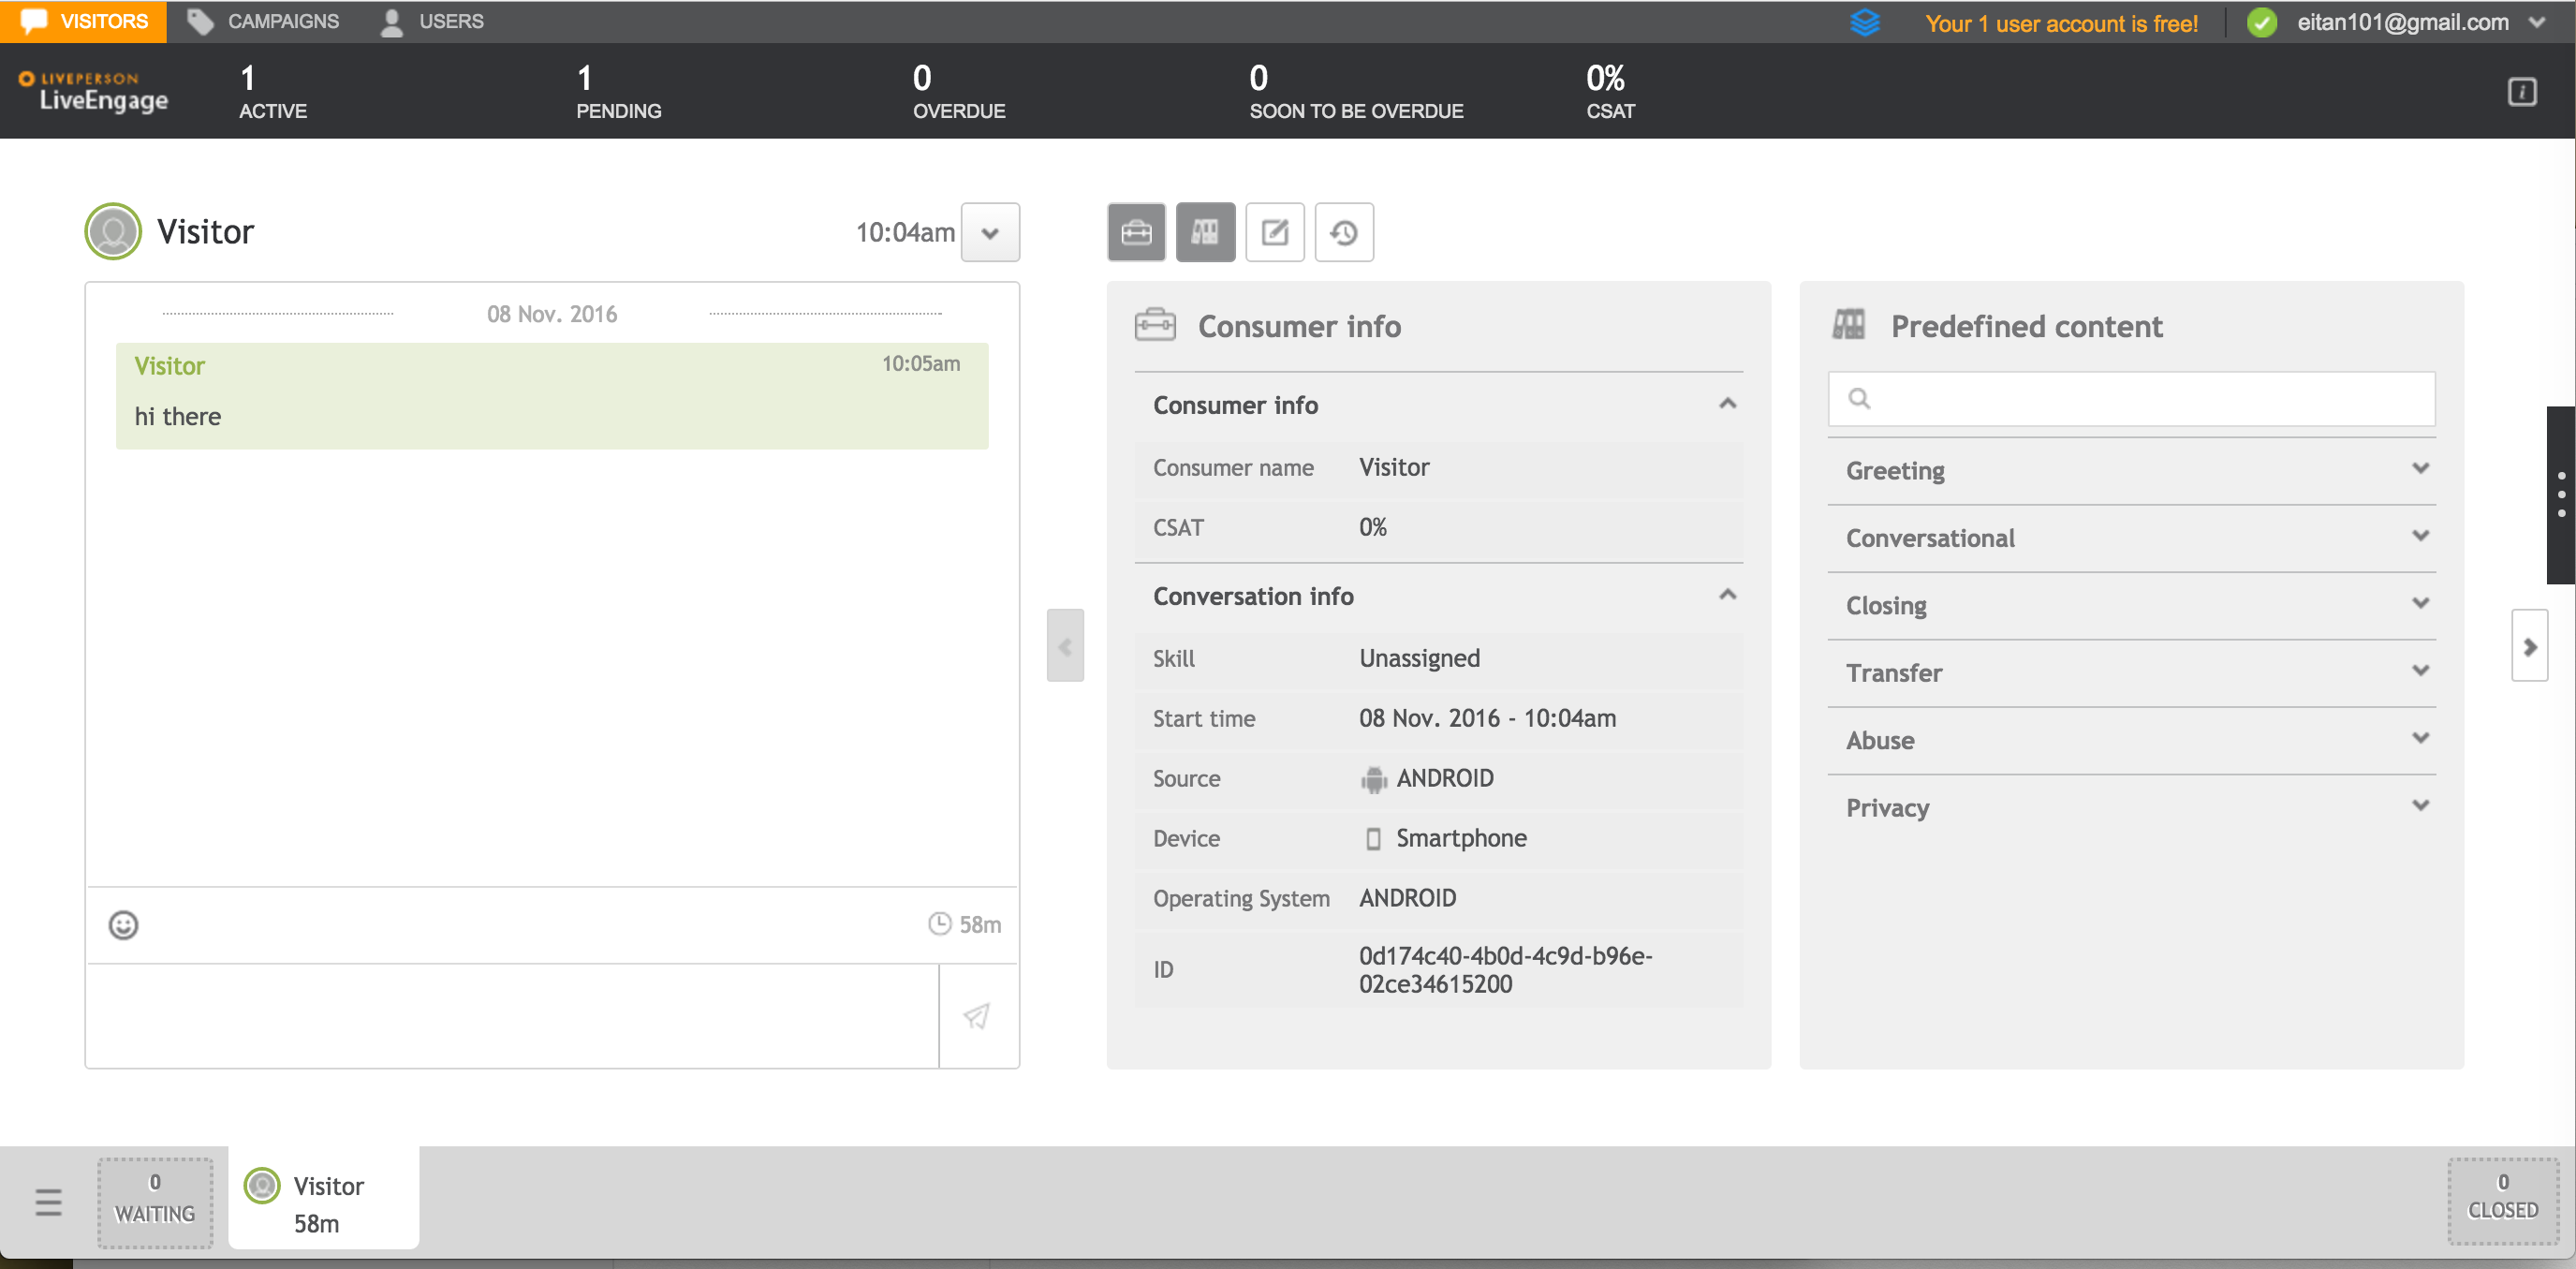 VISITORS
CAMPAIGNS
USERS
Your 1 user account is free!
eitan101@gmail.com
LIVEPERSON
LiveEngage
1
ACTIVE
1
PENDING
0
OVERDUE
0
SOON TO BE OVERDUE
0%
CSAT
Visitor
10:04am
08 Nov. 2016
Visitor
10:05am
hi there
58m
Consumer info
Consumer info
Consumer name Visitor
CSAT 0%
Conversation info
Skill Unassigned
Start time 08 Nov. 2016 - 10:04am
Source ANDROID
Device Smartphone
Operating System ANDROID
ID 0d174c40-4b0d-4c9d-b96e-
02ce34615200
Predefined content
Greeting
Conversational
Closing
Transfer
Abuse
Privacy
0
WAITING
Visitor
58m
0
CLOSED